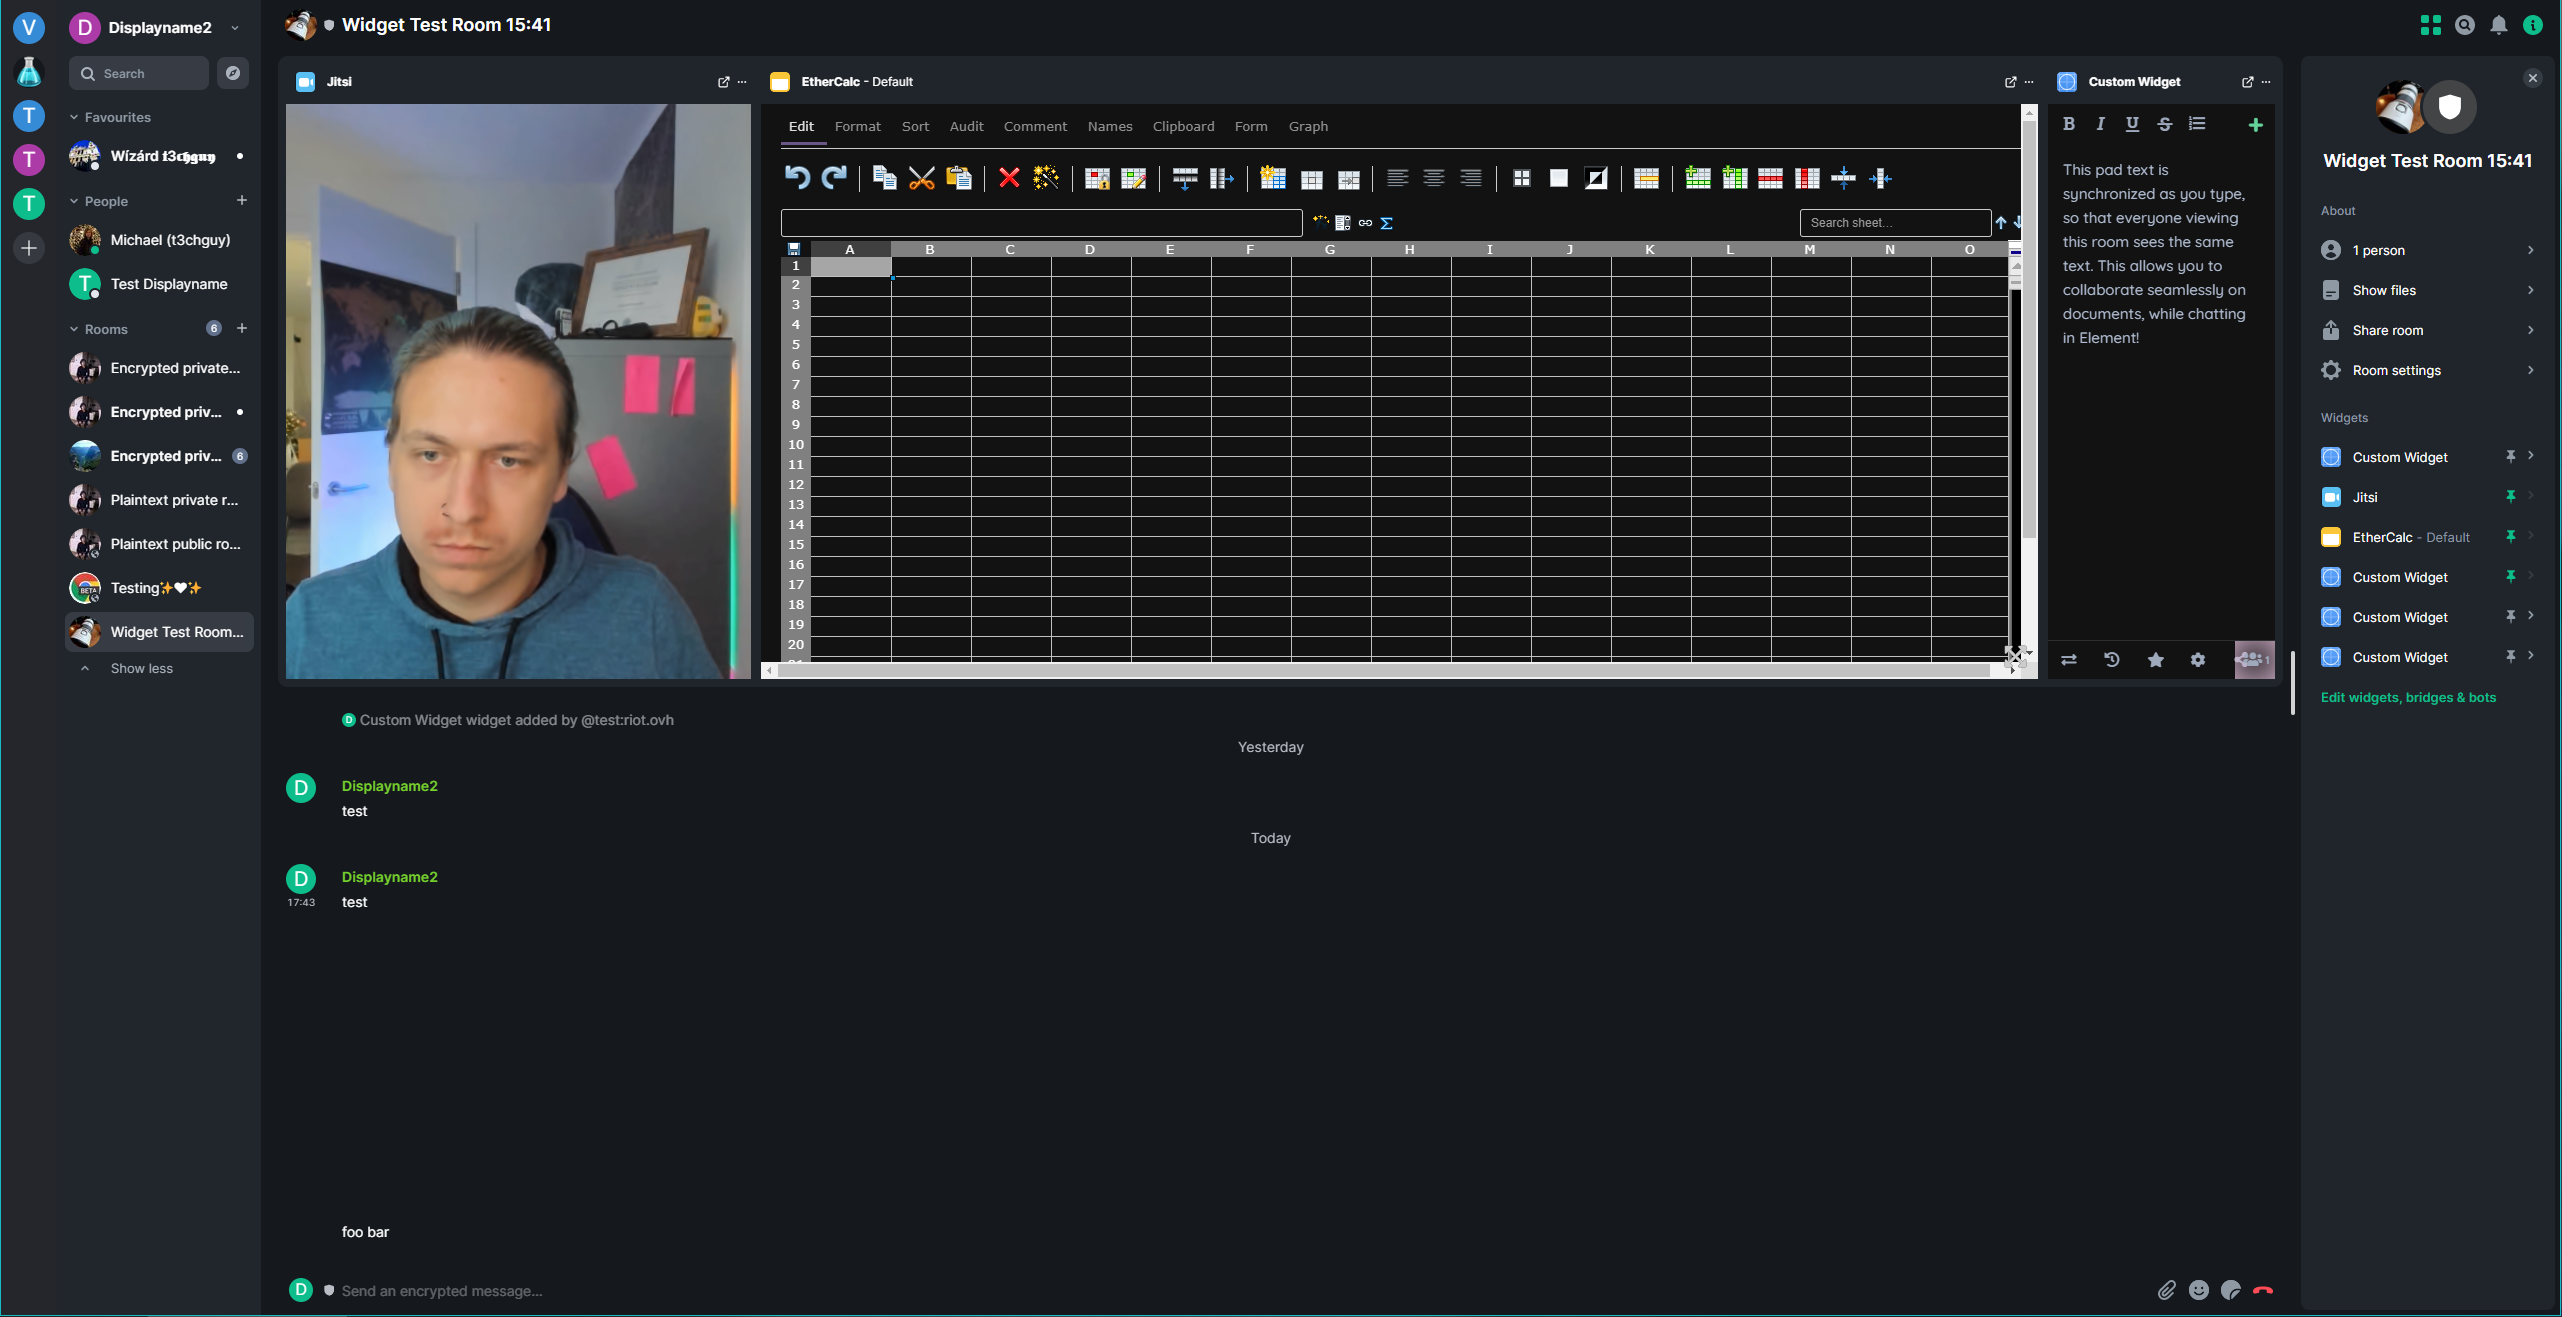 V
T
T
T
D Displayname2
Search
Favourites
Wízárd
People
Michael (t3chguy)
T Test Displayname
Rooms 6
Encrypted private...
Encrypted priv...
Encrypted priv... 6
Plaintext private r...
Plaintext public ro...
BETA Testing✨🖤✨
Widget Test Room...
Show less
Widget Test Room 15:41
Jitsi
EtherCalc - Default
Edit Format Sort Audit Comment Names Clipboard Form Graph
Search sheet...
A B C D E F G H I J K L M N O
1
2
3
4
5
6
7
8
9
10
11
12
13
14
15
16
17
18
19
20
Custom Widget
B I U S
This pad text is
synchronized as you type,
so that everyone viewing
this room sees the same
text. This allows you to
collaborate seamlessly on
documents, while chatting
in Element!
1
D Custom Widget widget added by @test:riot.ovh
Yesterday
D Displayname2
test
Today
D Displayname2
17:43 test
foo bar
D Send an encrypted message...
Widget Test Room 15:41
About
1 person
Show files
Share room
Room settings
Widgets
Custom Widget
Jitsi
EtherCalc - Default
Custom Widget
Custom Widget
Custom Widget
Edit widgets, bridges & bots